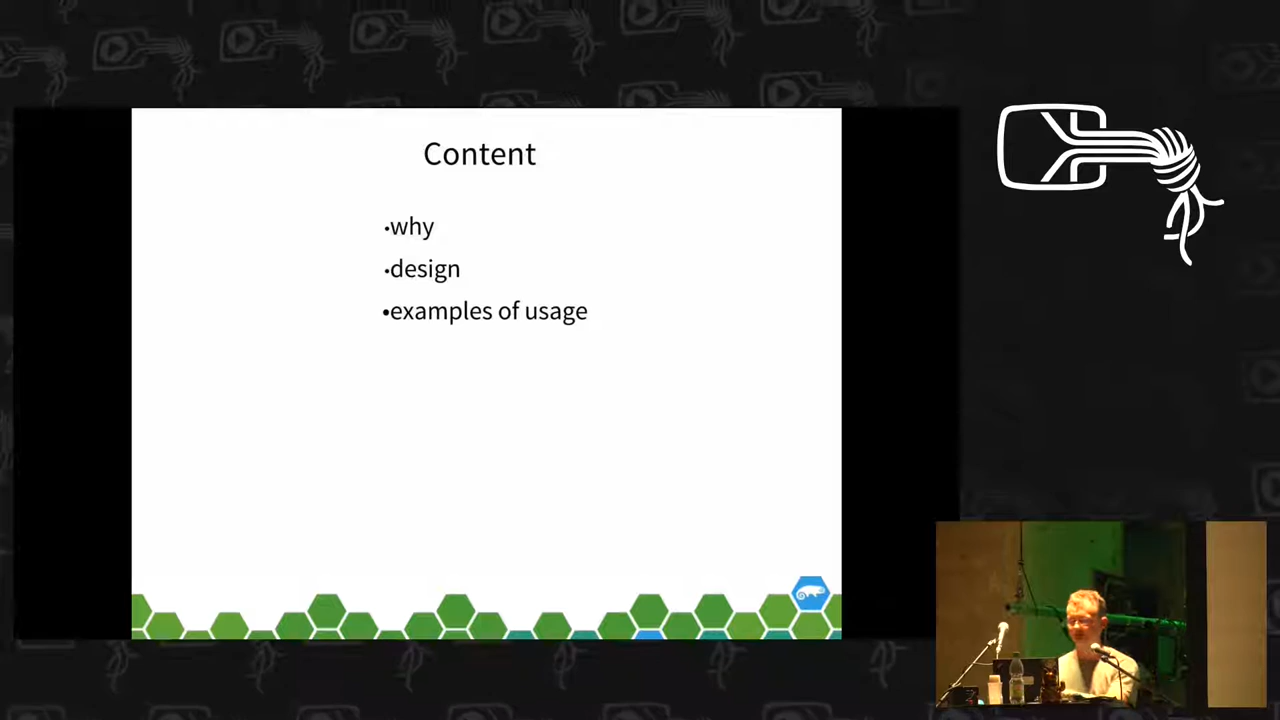 Content
•why
•design
•examples of usage